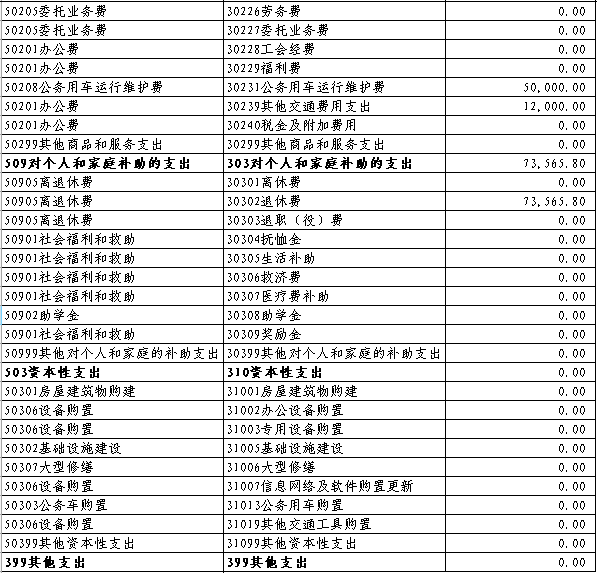 50205委托业务费 30226劳务费 0.00
50205委托业务费 30227委托业务费 0.00
50201办公费 30228工会经费 0.00
50201办公费 30229福利费 0.00
50208公务用车运行维护费 30231公务用车运行维护费 50,000.00
50201办公费 30239其他交通费用支出 12,000.00
50201办公费 30240税金及附加费用 0.00
50299其他商品和服务支出 30299其他商品和服务支出 0.00
509对个人和家庭补助的支出 303对个人和家庭补助的支出 73,565.80
50905离退休费 30301离休费 0.00
50905离退休费 30302退休费 73,565.80
50905离退休费 30303退职（役）费 0.00
50901社会福利和救助 30304抚恤金 0.00
50901社会福利和救助 30305生活补助 0.00
50901社会福利和救助 30306救济费 0.00
50901社会福利和救助 30307医疗费补助 0.00
50902助学金 30308助学金 0.00
50901社会福利和救助 30309奖励金 0.00
50999其他对个人和家庭的补助支出 30399其他对个人和家庭的补助支出 0.00
503资本性支出 310资本性支出 0.00
50301房屋建筑物购建 31001房屋建筑物购建 0.00
50306设备购置 31002办公设备购置 0.00
50306设备购置 31003专用设备购置 0.00
50302基础设施建设 31005基础设施建设 0.00
50307大型修缮 31006大型修缮 0.00
50306设备购置 31007信息网络及软件购置更新 0.00
50303公务车购置 31013公务用车购置 0.00
50306设备购置 31019其他交通工具购置 0.00
50399其他资本性支出 31099其他资本性支出 0.00
399其他支出 399其他支出 0.00